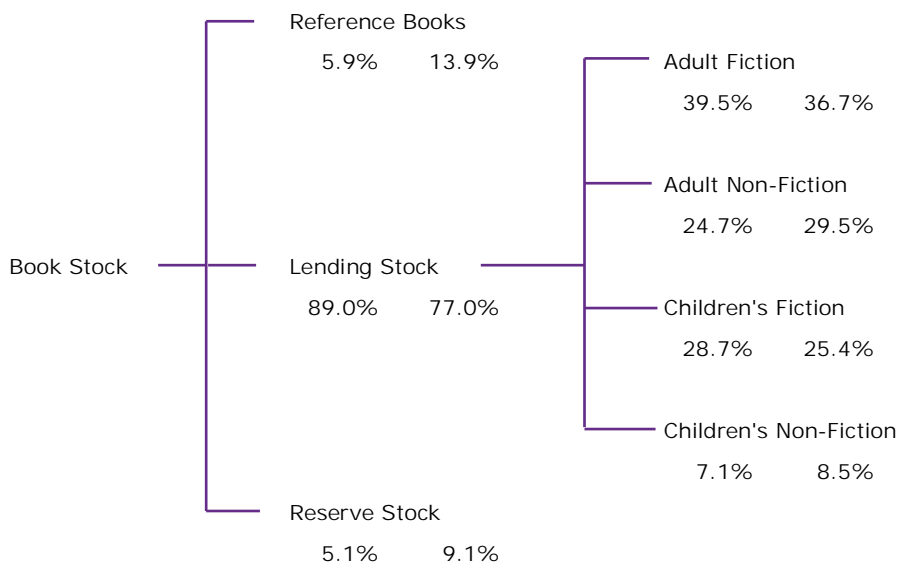 Reference Books
5.9% 13.9%
Adult Fiction
39.5% 36.7%
Adult Non-Fiction
24.7% 29.5%
Book Stock
Lending Stock
89.0% 77.0%
Children's Fiction
28.7% 25.4%
Children's Non-Fiction
7.1% 8.5%
Reserve Stock
5.1% 9.1%